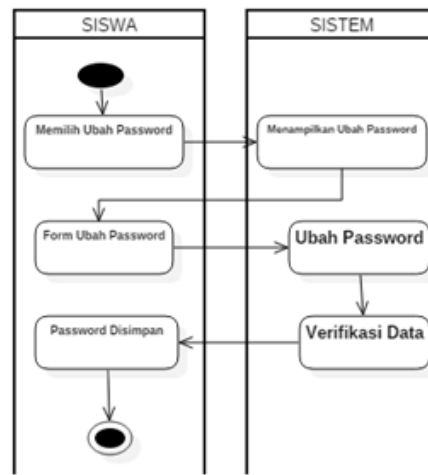 SISWA
SISTEM
Memilih Ubah Password
Menampilkan Ubah Password
Form Ubah Password
Ubah Password
Password Disimpan
Verifikasi Data